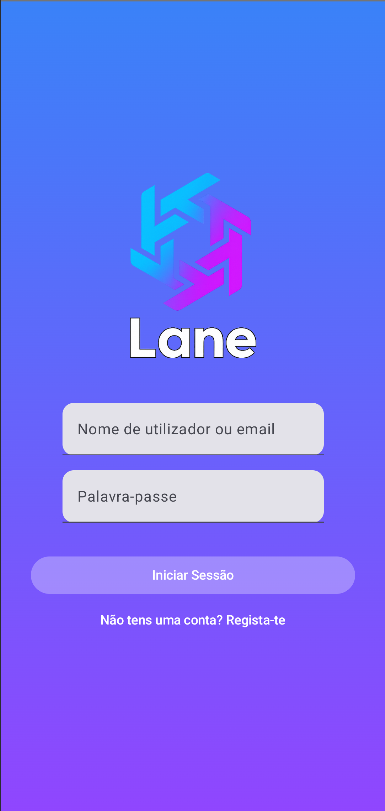 Lane
Nome de utilizador ou email
Palavra-passe
Iniciar Sessão
Não tens uma conta? Regista-te